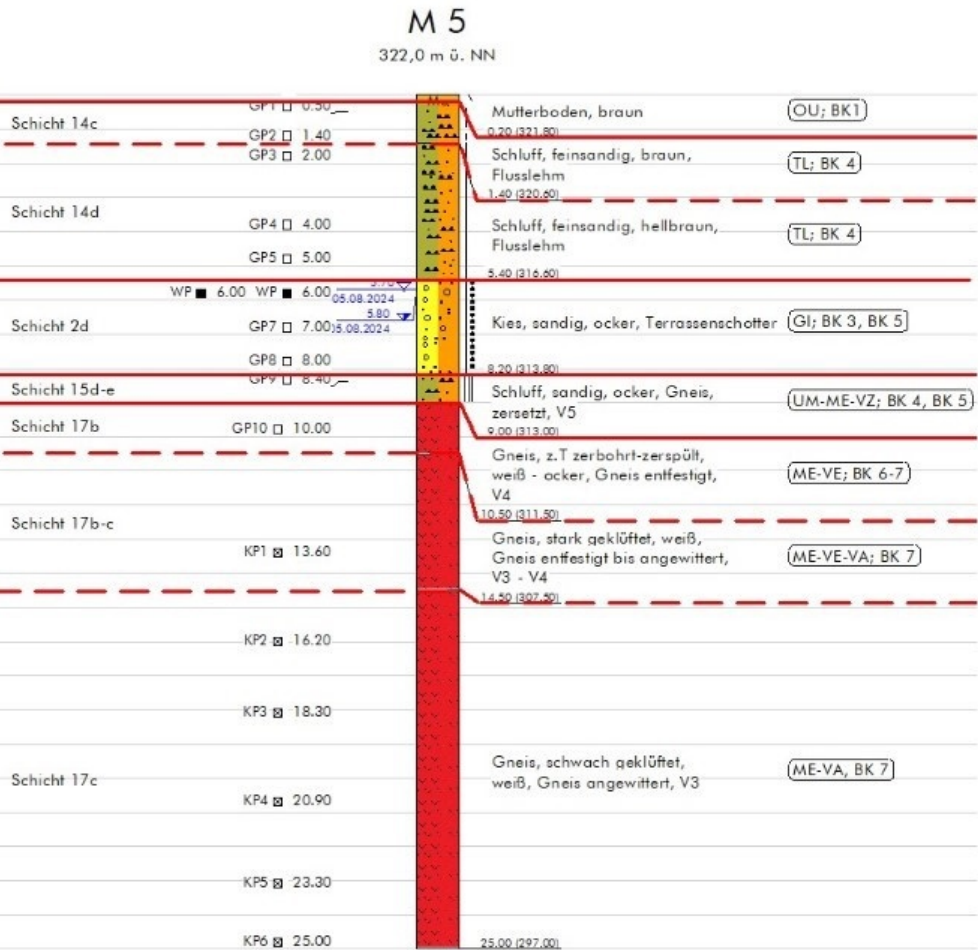 M 5
322,0 m ü. NN
GP1 0.50
Mutterboden, braun
OU; BK1
Schicht 14c
0.20 (321.80)
GP2 1.40
GP3 2.00
Schluff, feinsandig, braun,
Flusslehm
TL; BK 4
1.40 (320.60)
Schicht 14d
GP4 4.00
Schluff, feinsandig, hellbraun,
Flusslehm
TL; BK 4
GP5 5.00
5.40 (316.60)
WP 6.00 WP 6.00
05.08.2024
5.80
05.08.2024
Schicht 2d
GP7 7.00
Kies, sandig, ocker, Terrassenschotter
GI; BK 3, BK 5
GP8 8.00
8.20 (313.80)
GP9 8.40
Schicht 15d-e
Schluff, sandig, ocker, Gneis,
zersetzt, V5
UM-ME-VZ; BK 4, BK 5
9.00 (313.00)
Schicht 17b
GP10 10.00
Gneis, z.T zerbohrt-zerspült,
weiß - ocker, Gneis entfestigt,
V4
ME-VE; BK 6-7
10.50 (311.50)
Schicht 17b-c
KP1 13.60
Gneis, stark geklüftet, weiß,
Gneis entfestigt bis angewittert,
V3 - V4
ME-VE-VA; BK 7
14.50 (307.50)
KP2 16.20
KP3 18.30
Schicht 17c
Gneis, schwach geklüftet,
weiß, Gneis angewittert, V3
ME-VA, BK 7
KP4 20.90
KP5 23.30
KP6 25.00
25.00 (297.00)